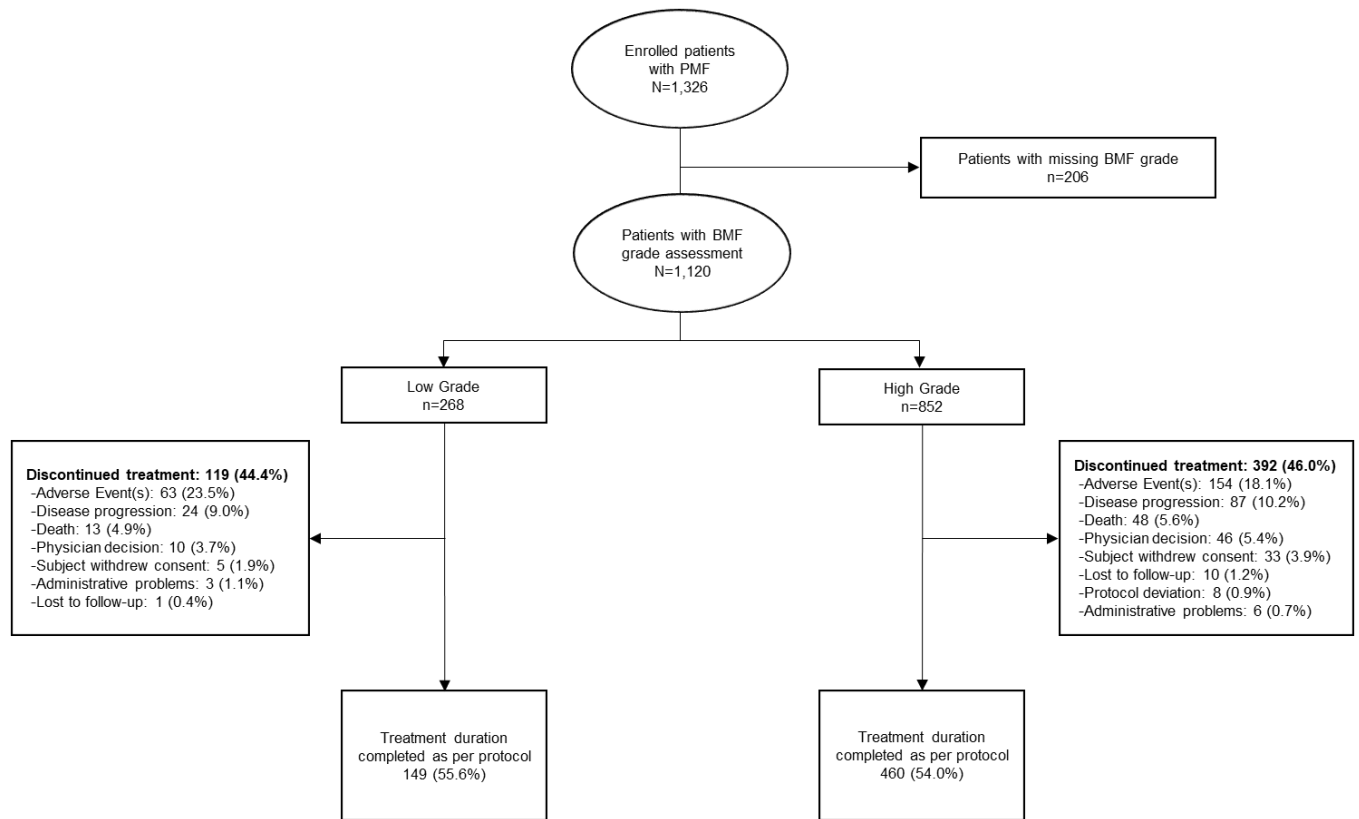 Enrolled patients
with PMF
N=1,326
Patients with missing BMF grade
n=206
Patients with BMF
grade assessment
N=1,120
Low Grade
n=268
High Grade
n=852
Discontinued treatment: 119 (44.4%)
-Adverse Event(s): 63 (23.5%)
-Disease progression: 24 (9.0%)
-Death: 13 (4.9%)
-Physician decision: 10 (3.7%)
-Subject withdrew consent: 5 (1.9%)
-Administrative problems: 3 (1.1%)
-Lost to follow-up: 1 (0.4%)
Discontinued treatment: 392 (46.0%)
-Adverse Event(s): 154 (18.1%)
-Disease progression: 87 (10.2%)
-Death: 48 (5.6%)
-Physician decision: 46 (5.4%)
-Subject withdrew consent: 33 (3.9%)
-Lost to follow-up: 10 (1.2%)
-Protocol deviation: 8 (0.9%)
-Administrative problems: 6 (0.7%)
Treatment duration
completed as per protocol
149 (55.6%)
Treatment duration
completed as per protocol
460 (54.0%)